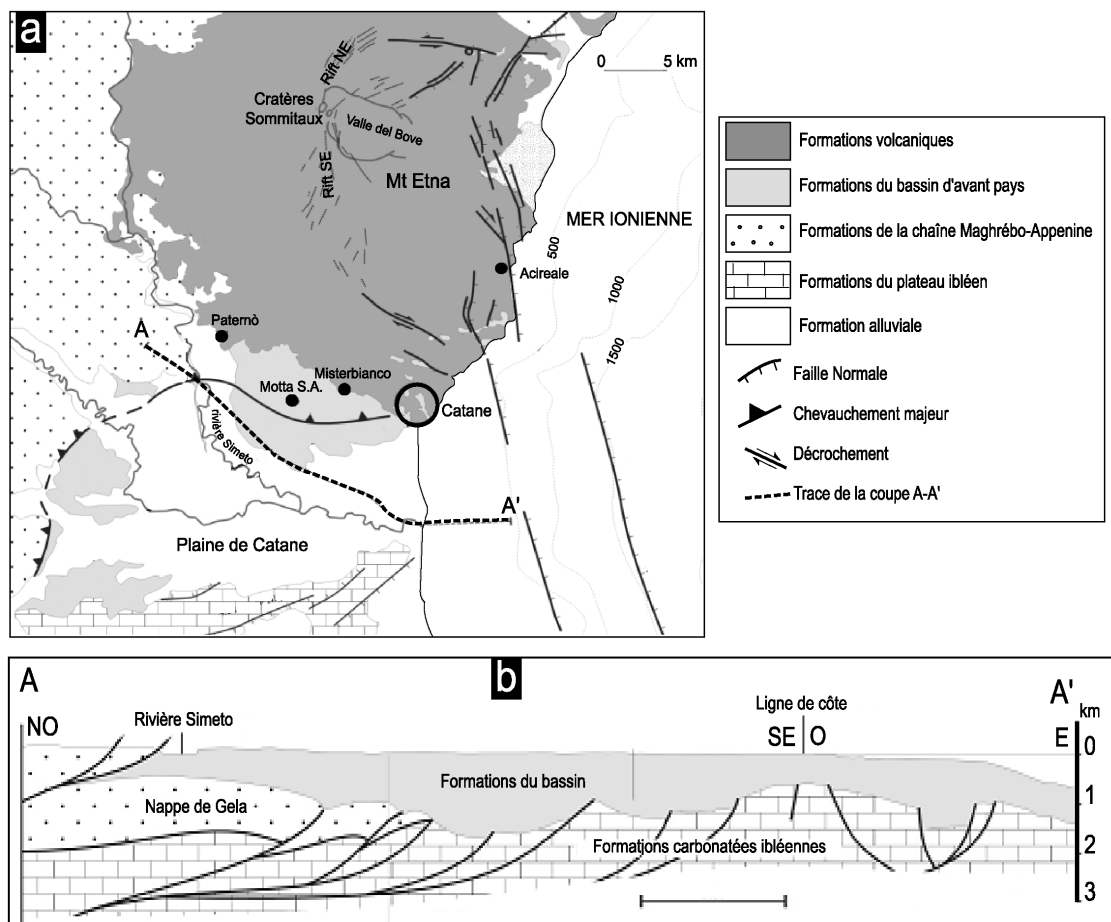 a
Rift NE
0 5 km
Cratères
Sommitaux
Valle del Bove
Rift SE
Mt Etna
MER IONIENNE
500
1000
1500
Acireale
A
Paternò
Misterbianco
Motta S.A.
Catane
rivière Simeto
A'
Plaine de Catane
Formations volcaniques
Formations du bassin d'avant pays
Formations de la chaîne Maghrébo-Appenine
Formations du plateau ibléen
Formation alluviale
Faille Normale
Chevauchement majeur
Décrochement
Trace de la coupe A-A'
A
b
A'
NO
Rivière Simeto
Ligne de côte
SE O
E
km
0
1
2
3
Formations du bassin
Nappe de Gela
Formations carbonatées ibléennes